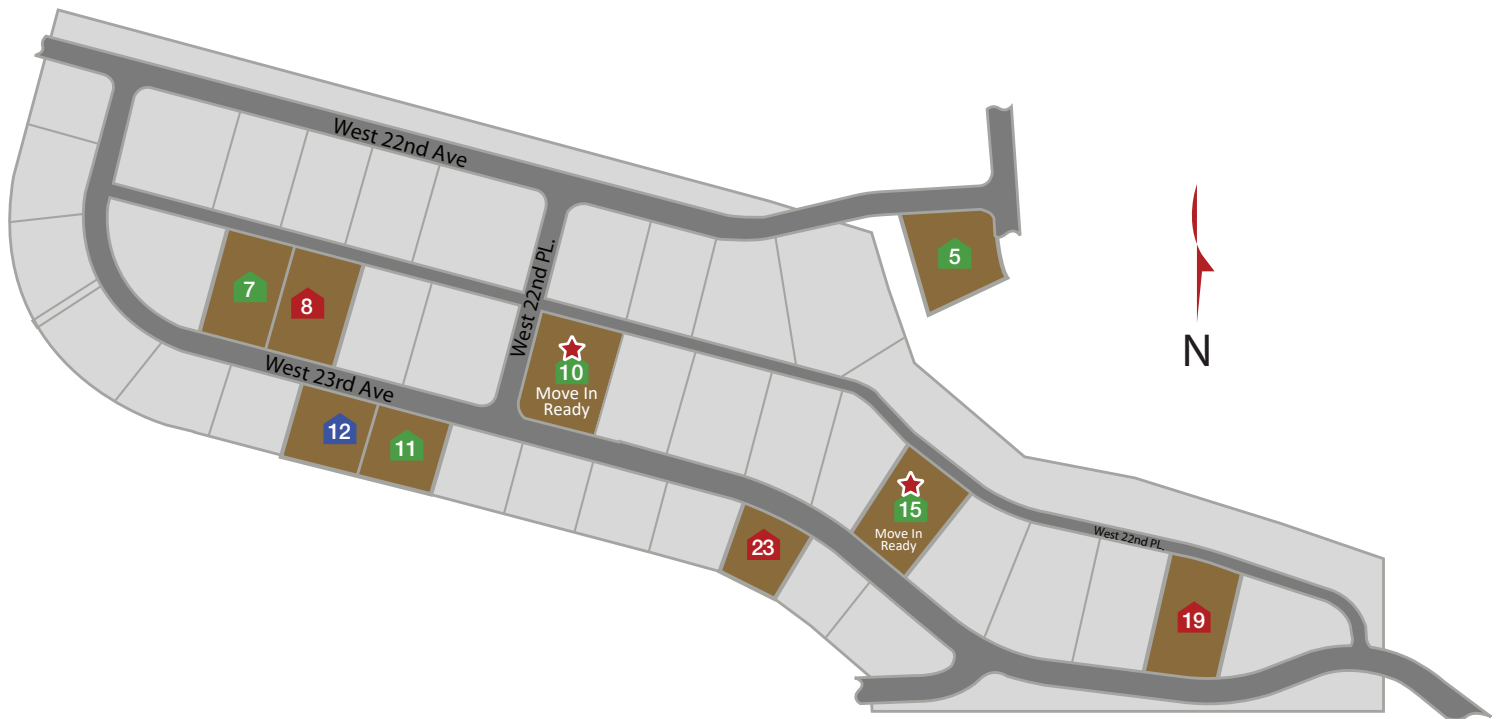 West 22nd Ave
5
West 22nd PL.
7
8
N
10
Move In
Ready
West 23rd Ave
12
11
15
Move In
Ready
West 22nd PL.
23
19